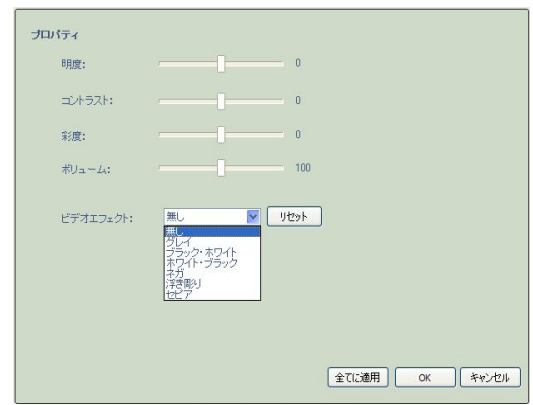 プロパティ
明度: 0
コントラスト: 0
彩度: 0
ボリューム: 100
ビデオエフェクト: 無し リセット
無し
グレイ
ブラック・ホワイト
ホワイト・ブラック
ネガ
浮き彫り
セピア
全てに適用 OK キャンセル